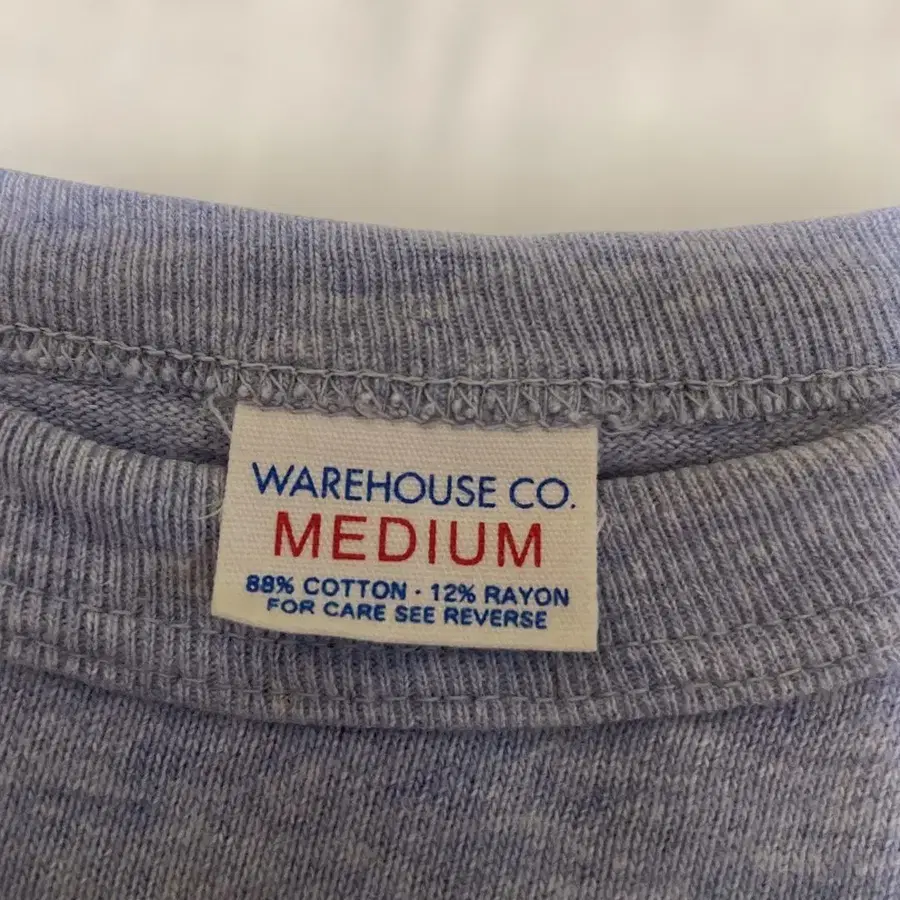 WAREHOUSE CO.
MEDIUM
88% COTTON · 12% RAYON
FOR CARE SEE REVERSE